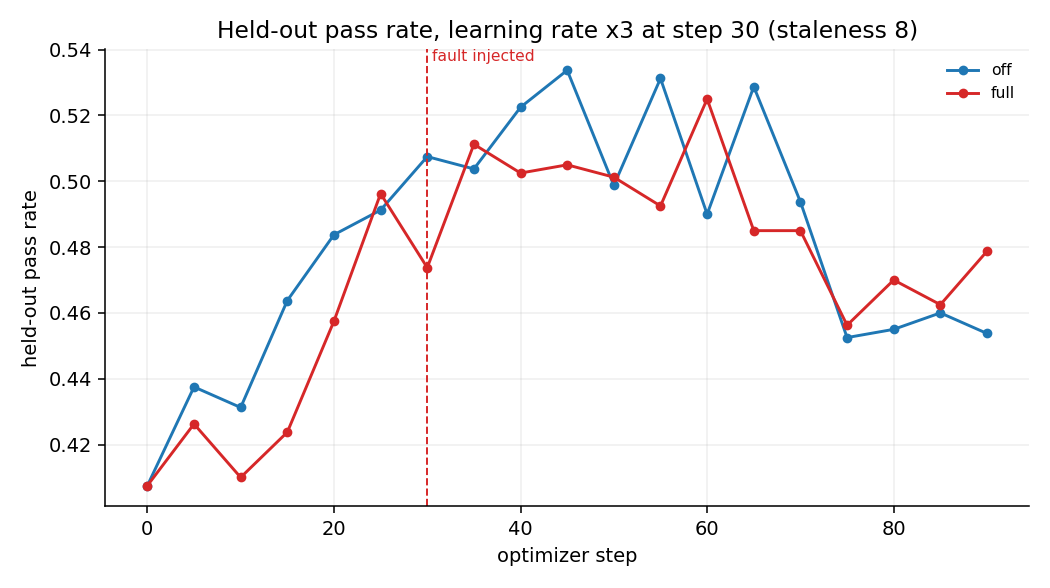 Held-out pass rate, learning rate x3 at step 30 (staleness 8)
fault injected
off
full
held-out pass rate
0.54
0.52
0.50
0.48
0.46
0.44
0.42
0 20 40 60 80
optimizer step